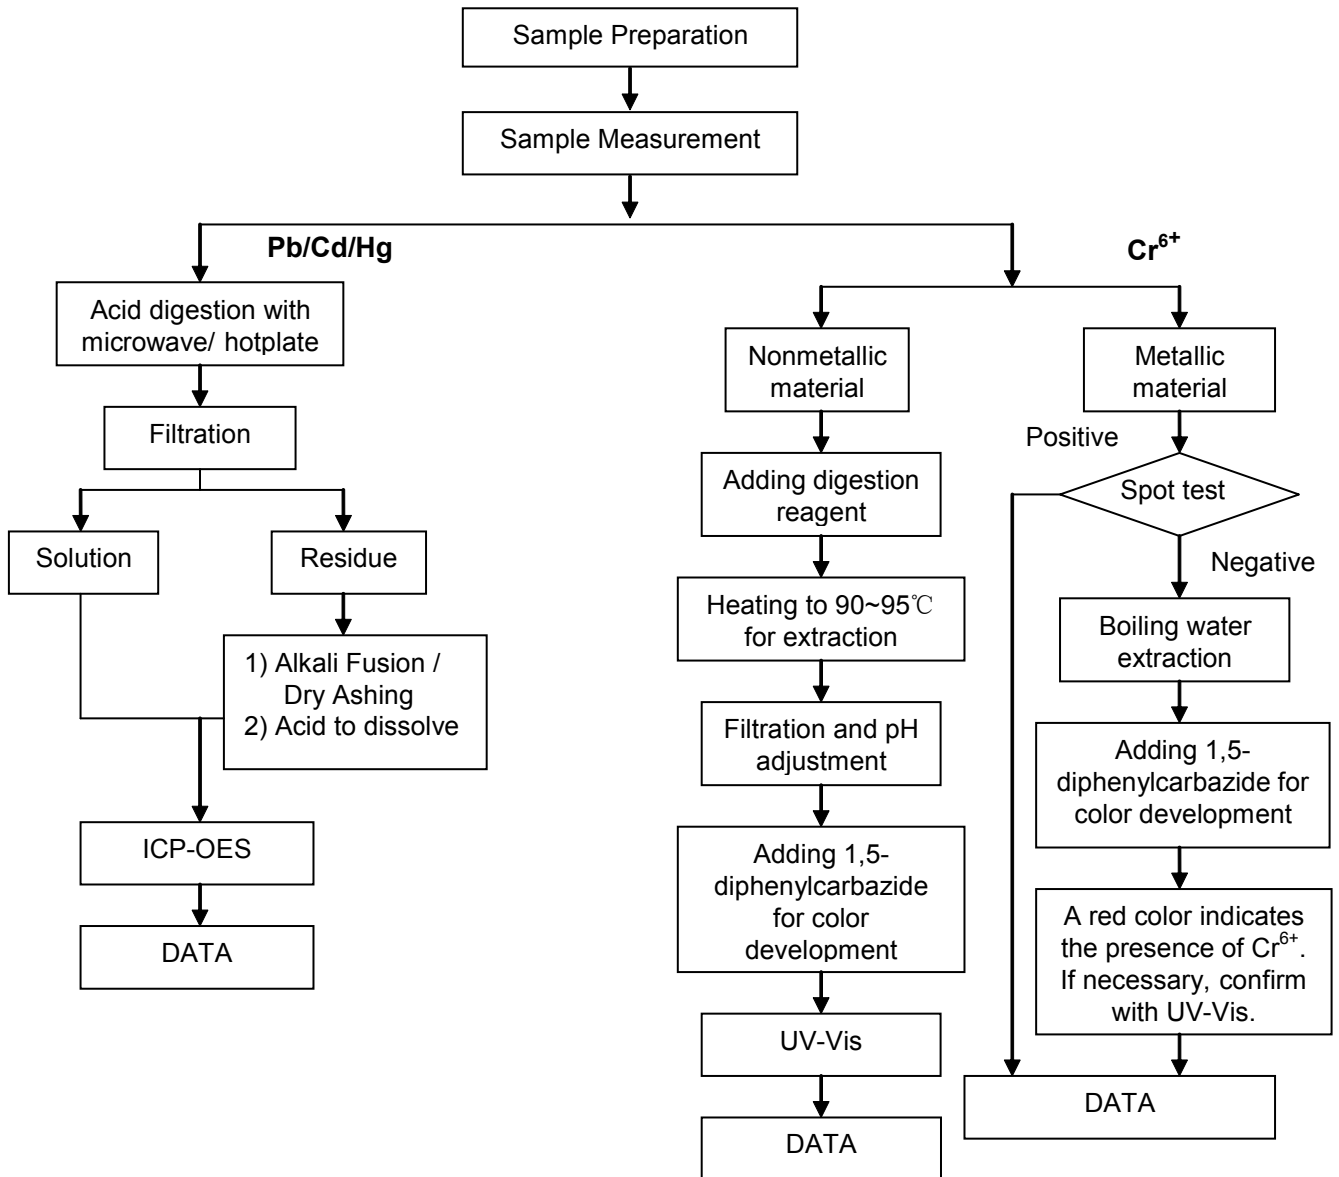 Sample Preparation
Sample Measurement
Pb/Cd/Hg
Acid digestion with
microwave/ hotplate
Filtration
Solution
Residue
1) Alkali Fusion /
Dry Ashing
2) Acid to dissolve
ICP-OES
DATA
Cr⁶⁺
Nonmetallic
material
Adding digestion
reagent
Heating to 90~95℃
for extraction
Filtration and pH
adjustment
Adding 1,5-
diphenylcarbazide
for color
development
UV-Vis
DATA
Metallic
material
Positive
Spot test
Negative
Boiling water
extraction
Adding 1,5-
diphenylcarbazide for
color development
A red color indicates
the presence of Cr⁶⁺.
If necessary, confirm
with UV-Vis.
DATA